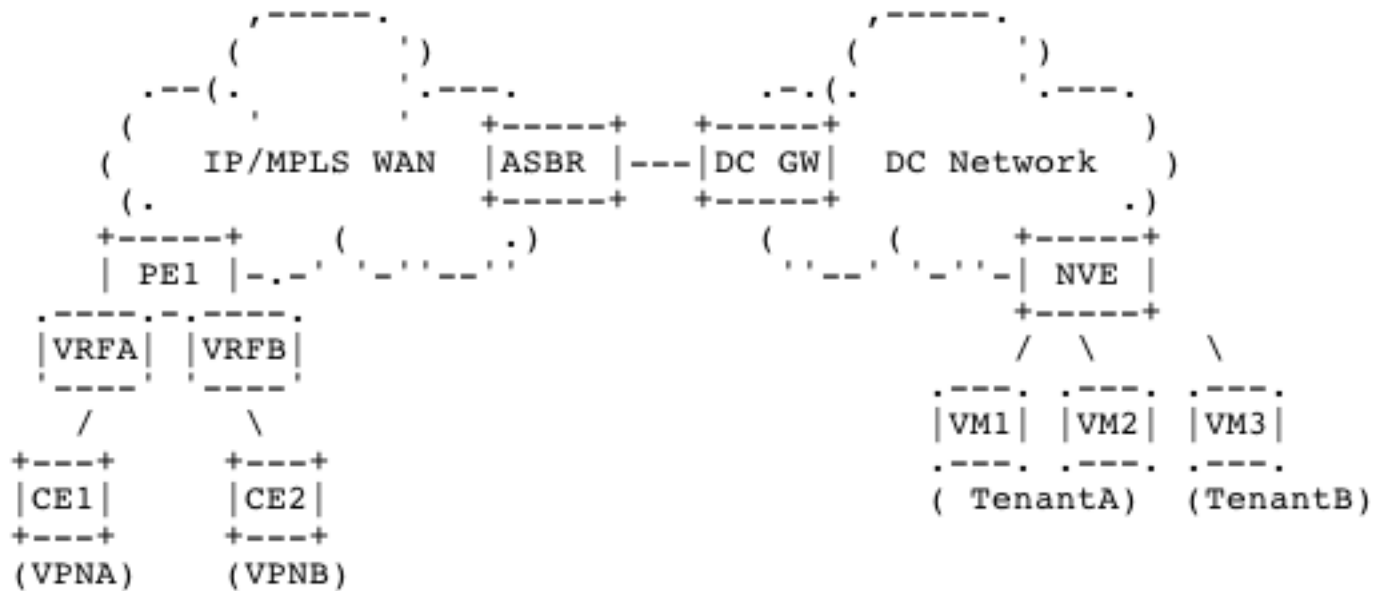 IP/MPLS WAN |ASBR |---|DC GW| DC Network
| PE1 | | NVE |
|VRFA| |VRFB|
|VM1| |VM2| |VM3|
|CE1| |CE2| ( TenantA) (TenantB)
(VPNA) (VPNB)